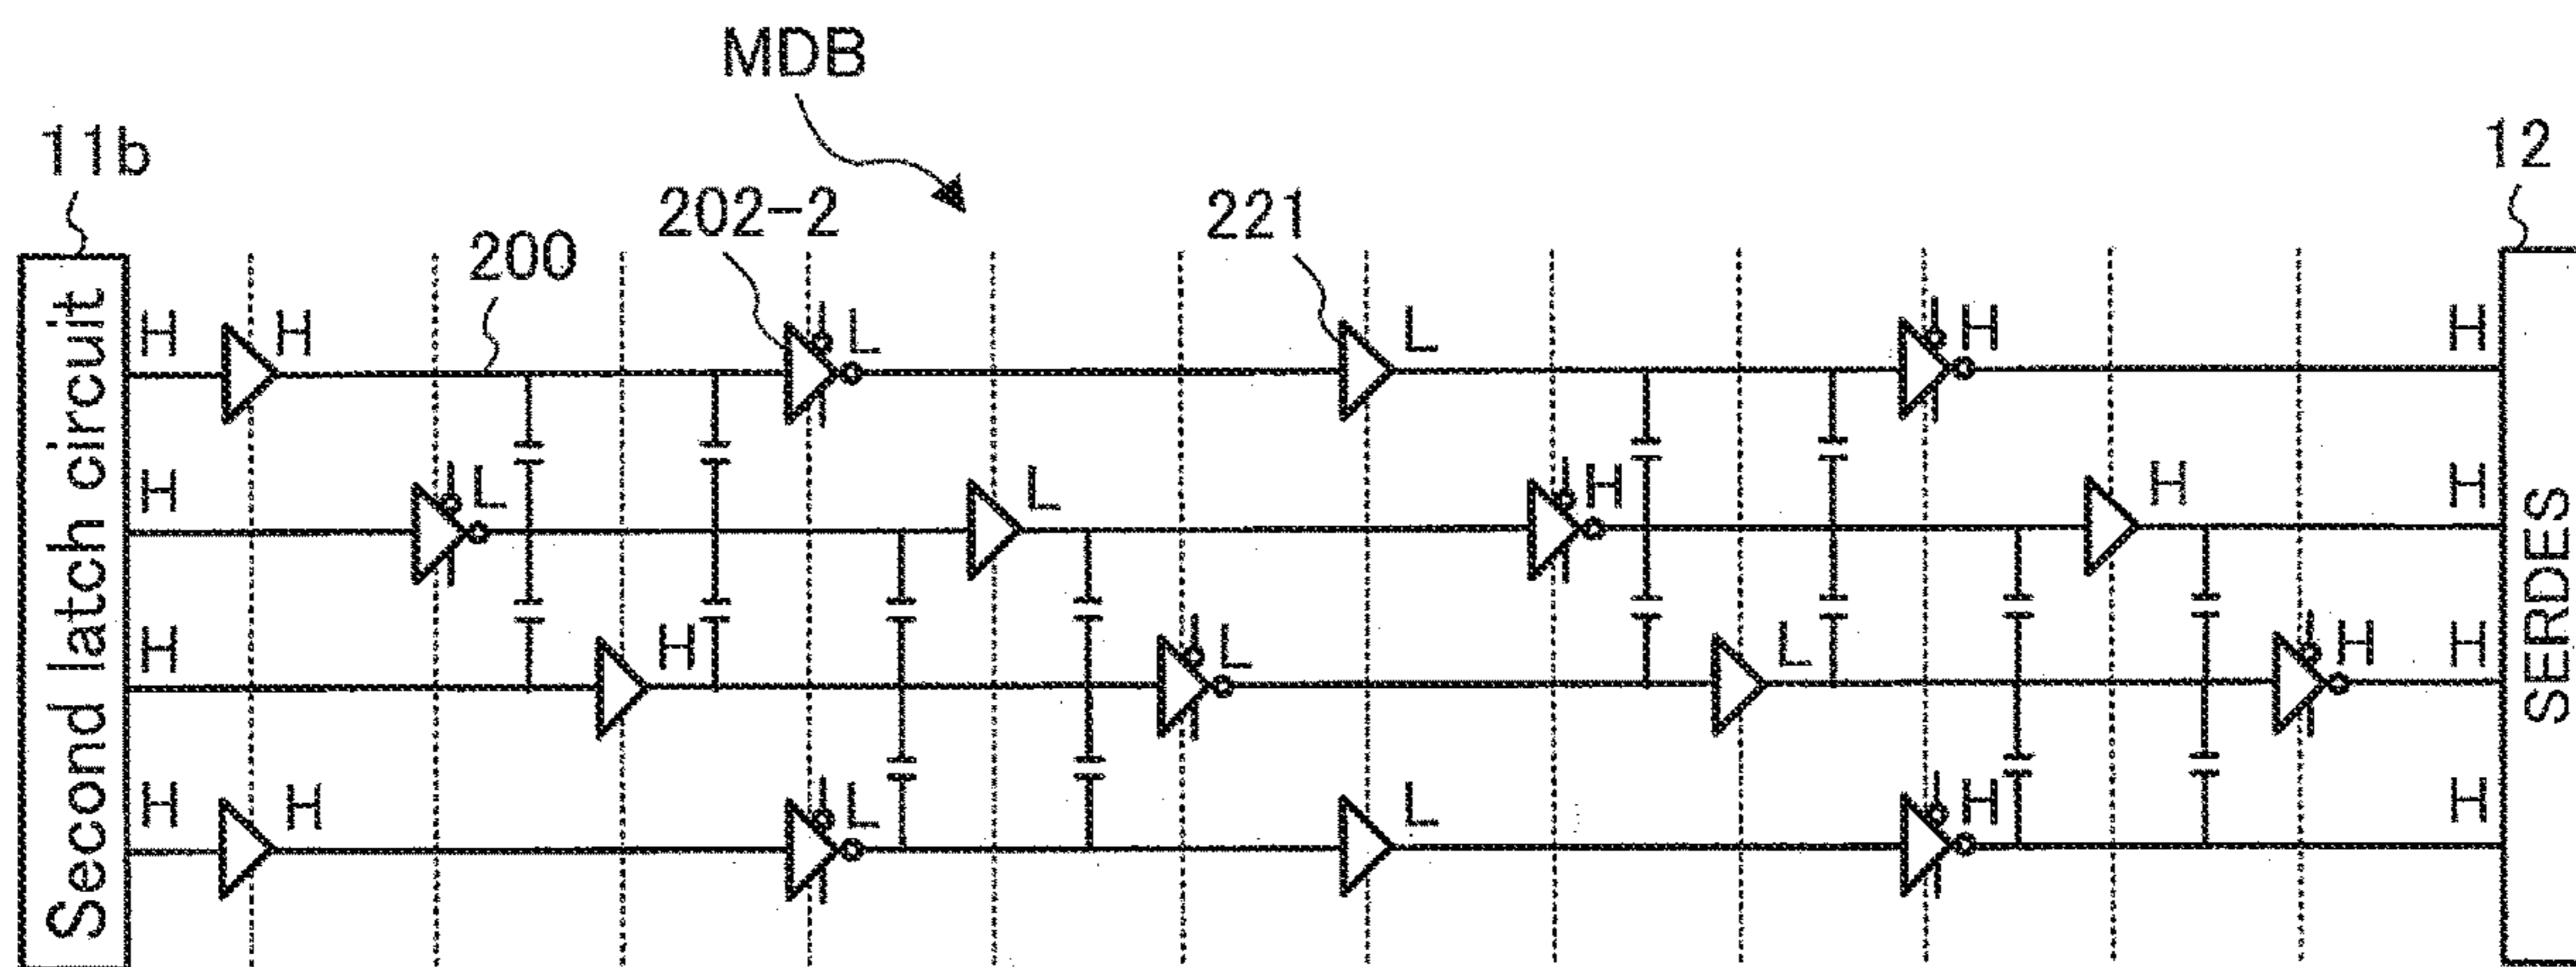 MDB
11b
12
202-2
221
200
Second latch circuit
SERDES
H H L L H H
H L L H H H
H H L L H H
H H L L H H